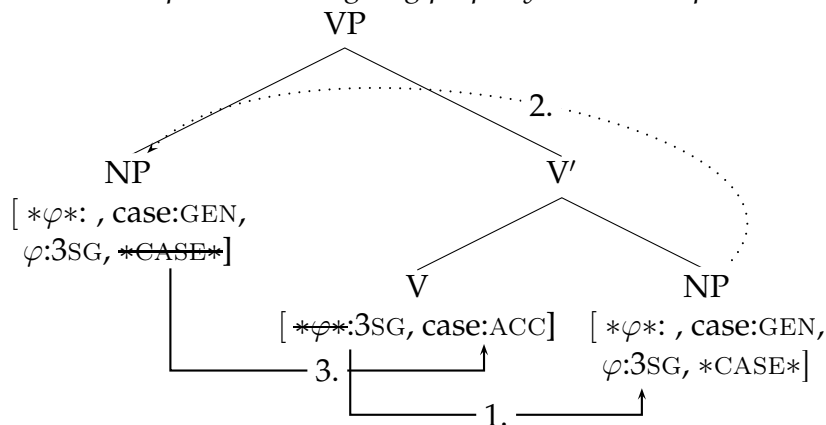 VP
2.
NP
V′
[ *φ*: , case:GEN,
φ:3SG, *CASE*]
V
NP
[ *φ*:3SG, case:ACC]
[ *φ*: , case:GEN,
φ:3SG, *CASE*]
3.
1.